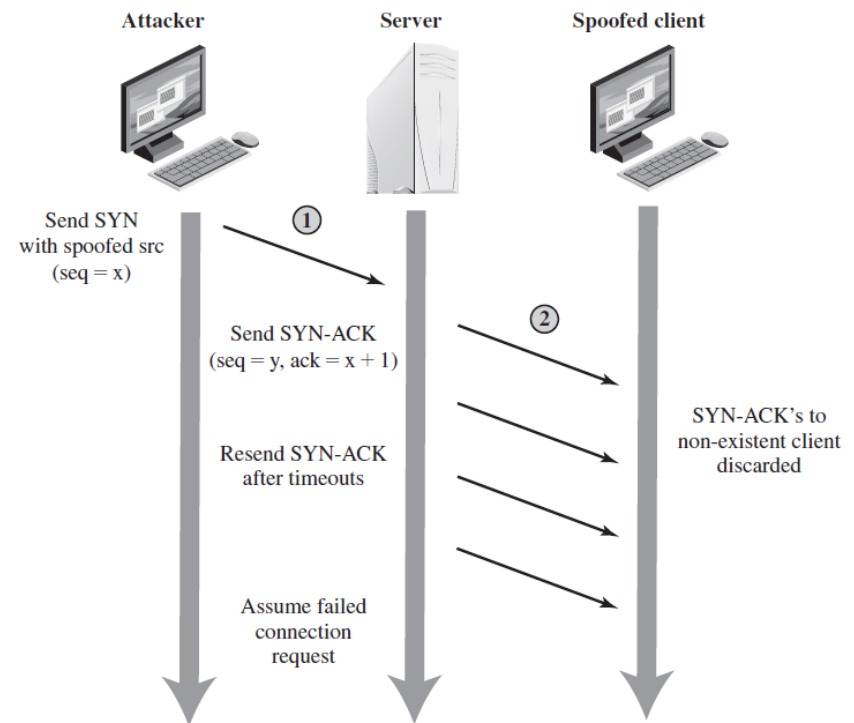 Attacker
Server
Spoofed client
Send SYN
with spoofed src
(seq = x)
1
Send SYN-ACK
(seq = y, ack = x + 1)
2
SYN-ACK's to
non-existent client
discarded
Resend SYN-ACK
after timeouts
Assume failed
connection
request